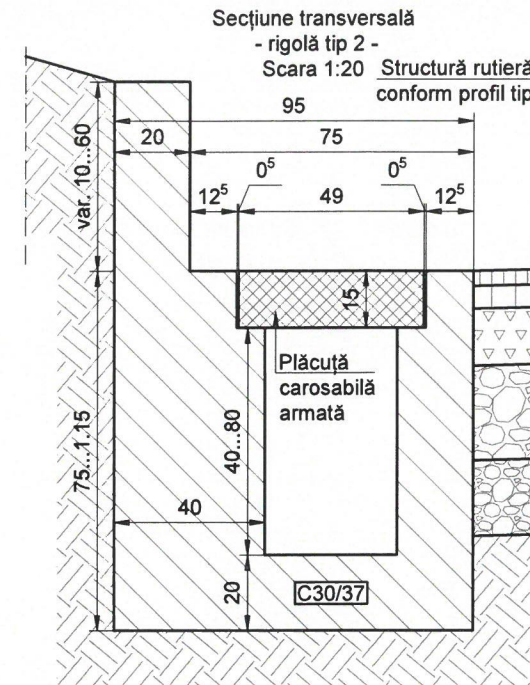 Secțiune transversală
- rigolă tip 2 -
Scara 1:20
Structură rutieră
conform profil tip
95
20
75
var. 10...60
0⁵
0⁵
12⁵
49
12⁵
15
Plăcuță
carosabilă
armată
75...1.15
40...80
40
20
C30/37